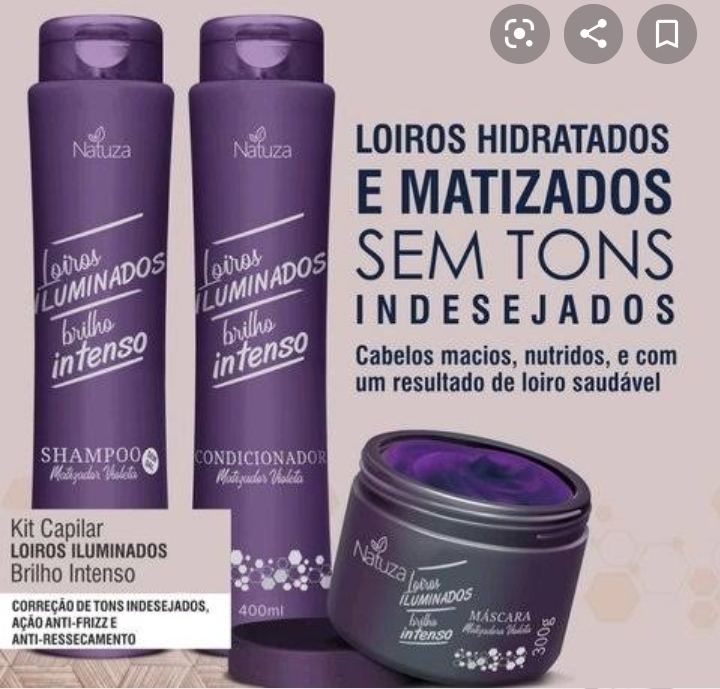 Natuza
Loiros
ILUMINADOS
brilho
intenso
SHAMPOO
Matizador Violeta
Natuza
Loiros
ILUMINADOS
brilho
intenso
CONDICIONADOR
Matizador Violeta
400ml
LOIROS HIDRATADOS
E MATIZADOS
SEM TONS
INDESEJADOS
Cabelos macios, nutridos, e com
um resultado de loiro saudável
Natuza
Loiros
ILUMINADOS
brilho
intenso
MÁSCARA
Matizadora Violeta
300g
Kit Capilar
LOIROS ILUMINADOS
Brilho Intenso
CORREÇÃO DE TONS INDESEJADOS,
AÇÃO ANTI-FRIZZ E
ANTI-RESSECAMENTO